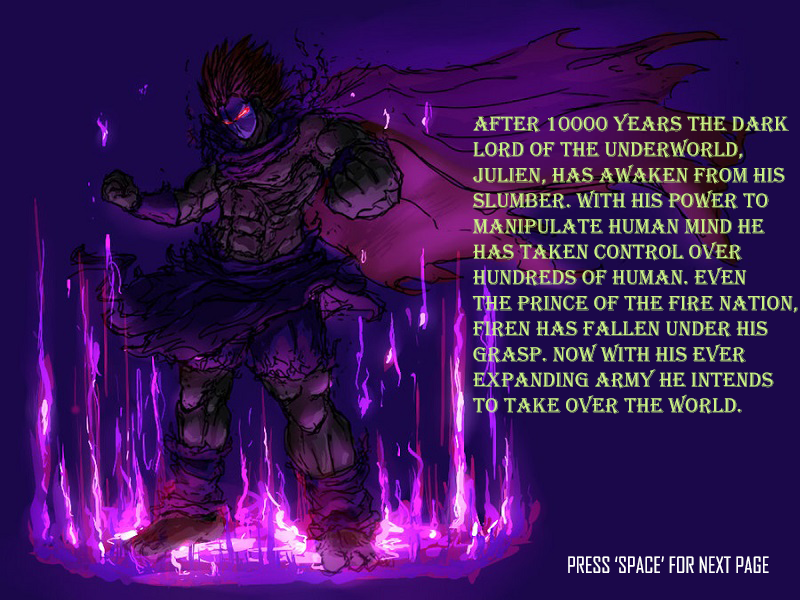 AFTER 10000 YEARS THE DARK
LORD OF THE UNDERWORLD,
JULIEN, HAS AWAKEN FROM HIS
SLUMBER. WITH HIS POWER TO
MANIPULATE HUMAN MIND HE
HAS TAKEN CONTROL OVER
HUNDREDS OF HUMAN. EVEN
THE PRINCE OF THE FIRE NATION,
FIREN HAS FALLEN UNDER HIS
GRASP. NOW WITH HIS EVER
EXPANDING ARMY HE INTENDS
TO TAKE OVER THE WORLD.
PRESS 'SPACE' FOR NEXT PAGE